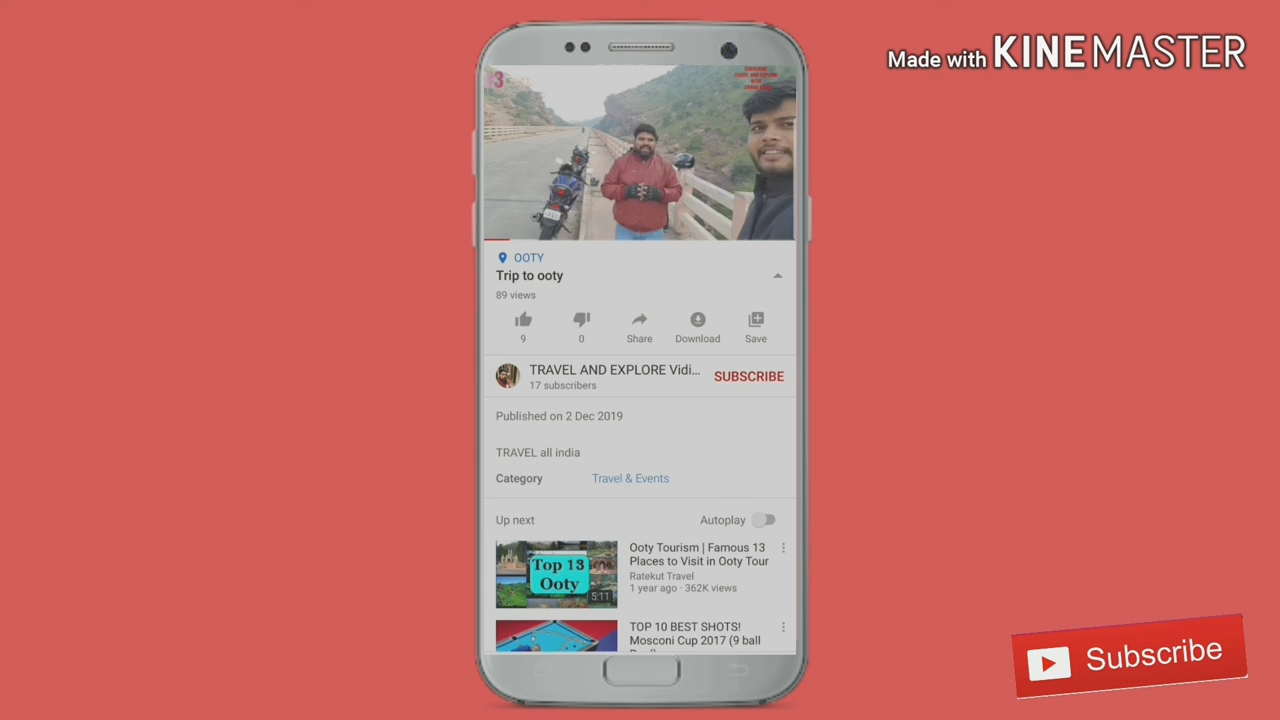 Made with KINEMASTER
OOTY
Trip to ooty
89 views
9
0
Share
Download
Save
TRAVEL AND EXPLORE Vidi...
17 subscribers
SUBSCRIBE
Published on 2 Dec 2019
TRAVEL all india
Category
Travel & Events
Up next
Autoplay
Top 13
Ooty
5:11
Ooty Tourism | Famous 13
Places to Visit in Ooty Tour
Ratekut Travel
1 year ago · 362K views
TOP 10 BEST SHOTS!
Mosconi Cup 2017 (9 ball
Subscribe